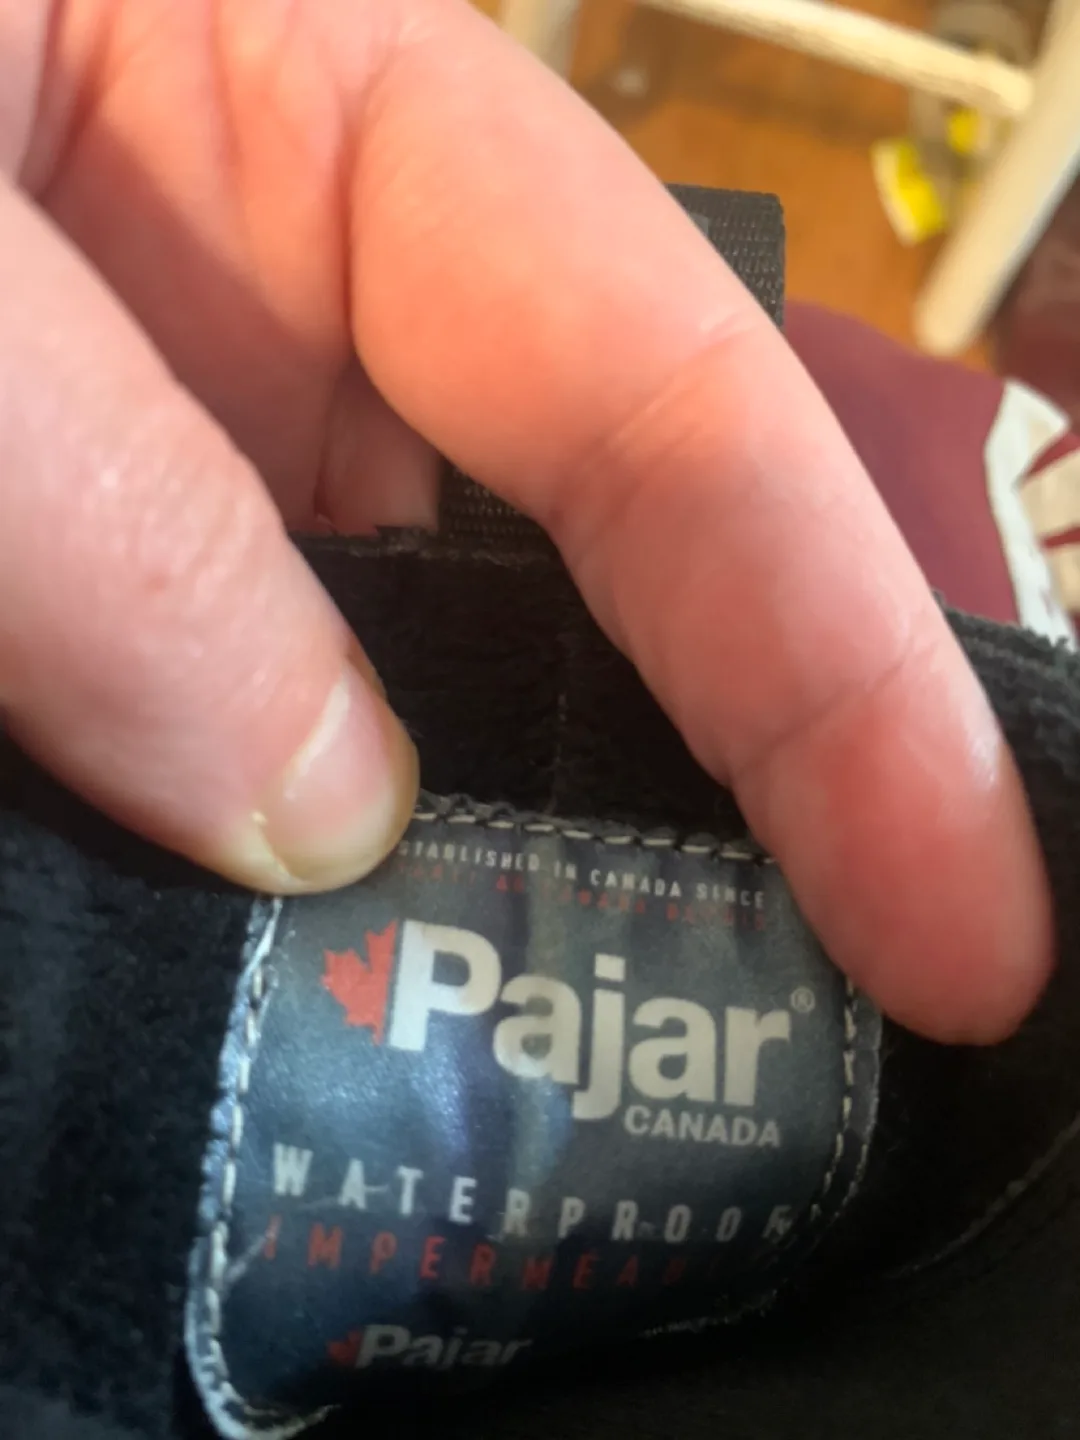 ESTABLISHED IN CANADA SINCE
Pajar®
CANADA
WATERPROOF
Pajar